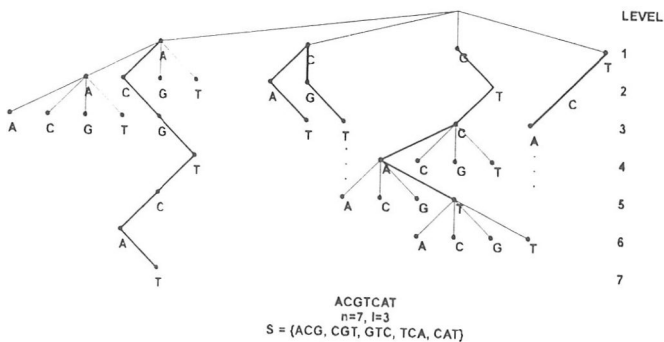 LEVEL
A C G T 1
A C G T A G T C 2
A C G T G T T C A 3
T A C G T 4
C A C G T 5
A A C G T 6
T 7
ACGTCAT
n=7, l=3
S = {ACG, CGT, GTC, TCA, CAT}